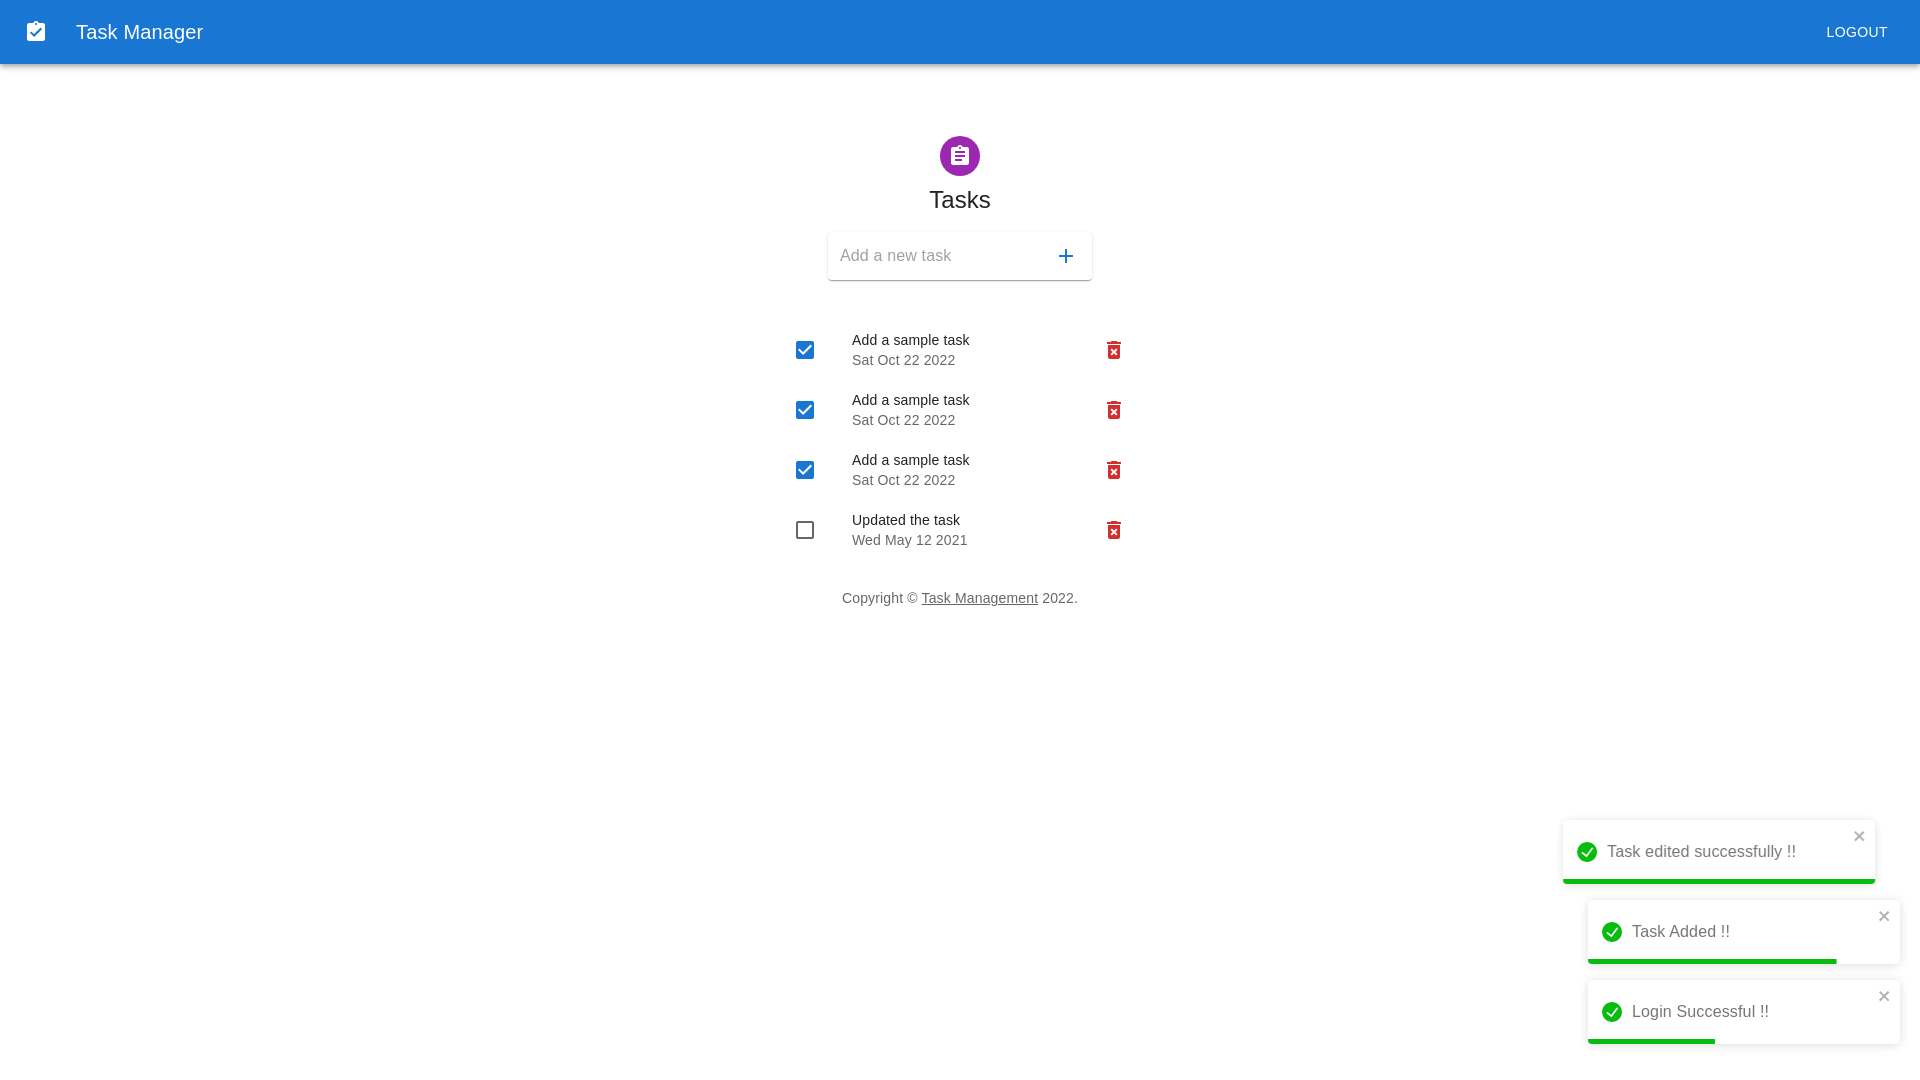 Task Manager
LOGOUT
Tasks
Add a new task
Add a sample task
Sat Oct 22 2022
Add a sample task
Sat Oct 22 2022
Add a sample task
Sat Oct 22 2022
Updated the task
Wed May 12 2021
Copyright © Task Management 2022.
Task edited successfully !!
Task Added !!
Login Successful !!